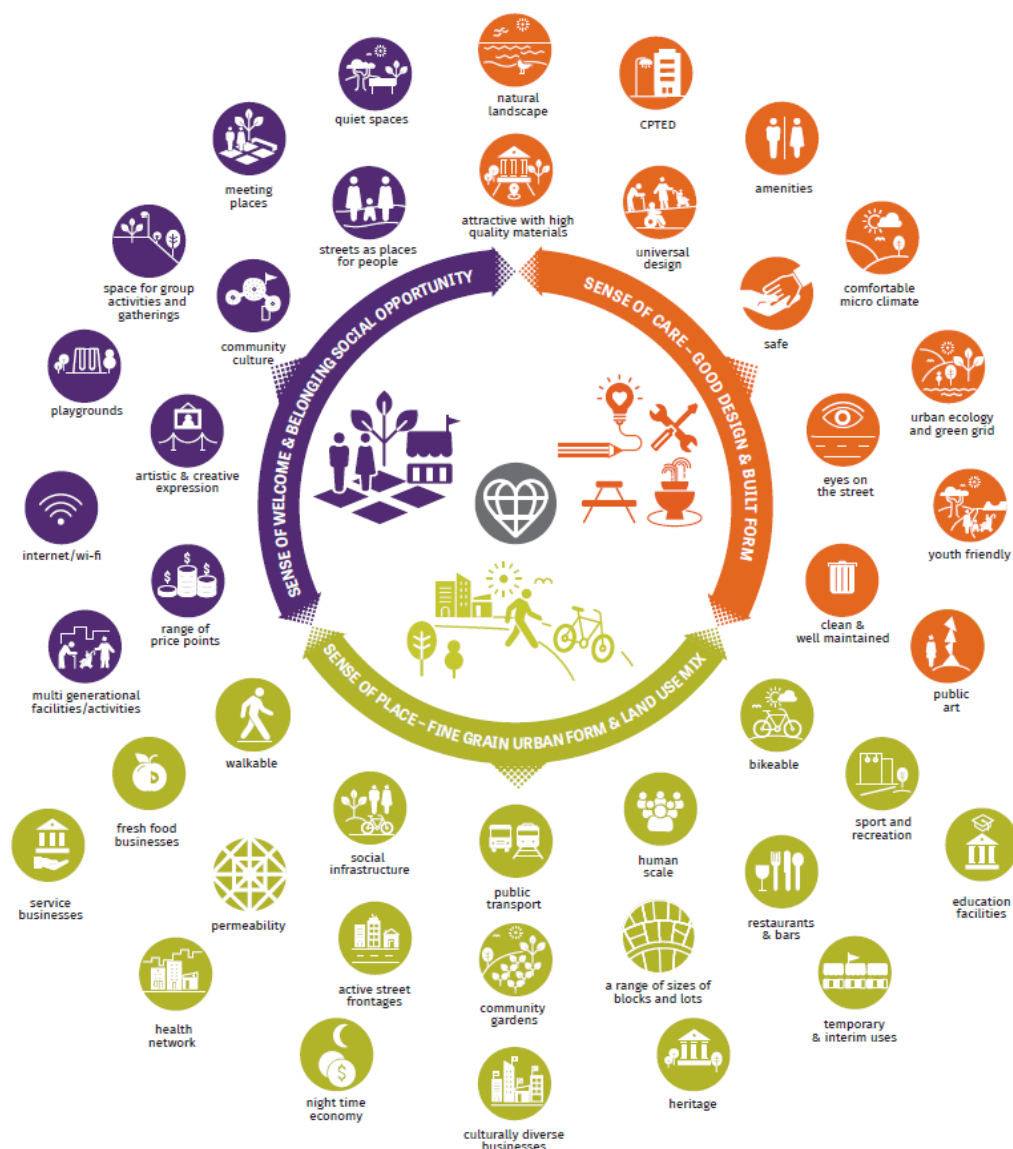 natural
landscape
quiet spaces
CPTED
meeting
places
amenities
streets as places
for people
attractive with high
quality materials
universal
design
space for group
activities and
gatherings
comfortable
micro climate
community
culture
safe
playgrounds
urban ecology
and green grid
artistic & creative
expression
eyes on
the street
internet/wi-fi
youth friendly
range of
price points
clean &
well maintained
multi generational
facilities/activities
public
art
SENSE OF WELCOME & BELONGING SOCIAL OPPORTUNITY
SENSE OF CARE – GOOD DESIGN & BUILT FORM
SENSE OF PLACE – FINE GRAIN URBAN FORM & LAND USE MIX
walkable
bikeable
fresh food
businesses
social
infrastructure
public
transport
human
scale
sport and
recreation
service
businesses
permeability
restaurants
& bars
education
facilities
health
network
active street
frontages
community
gardens
a range of sizes of
blocks and lots
temporary
& interim uses
$
$
$
$
night time
economy
culturally diverse
businesses
heritage